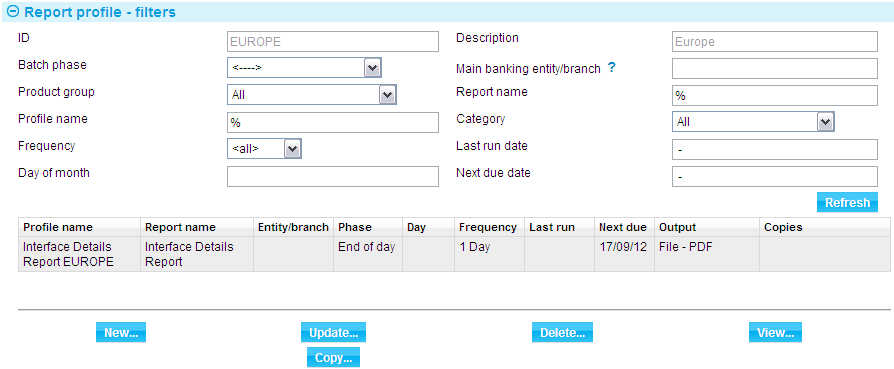 Report profile - filters
ID EUROPE Description Europe
Batch phase <----> Main banking entity/branch ?
Product group All Report name %
Profile name % Category All
Frequency <all> Last run date -
Day of month Next due date -
Refresh
Profile name Report name Entity/branch Phase Day Frequency Last run Next due Output Copies
Interface Details Interface Details End of day 1 Day 17/09/12 File - PDF
Report EUROPE Report
New... Update... Delete... View...
Copy...